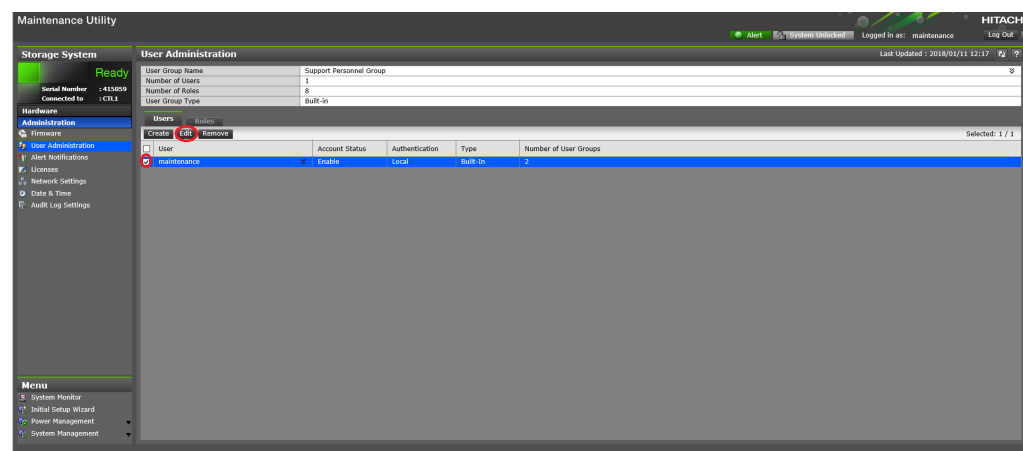 Maintenance Utility
HITACH
Alert
System Unlocked
Logged in as: maintenance
Log Out
Storage System
Ready
Serial Number : 415059
Connected to : CTL1
Hardware
Administration
Firmware
User Administration
Alert Notifications
Licenses
Network Settings
Date & Time
Audit Log Settings
Menu
System Monitor
Initial Setup Wizard
Power Management
System Management
User Administration
Last Updated : 2018/01/11 12:17
?
User Group Name Support Personnel Group
Number of Users 1
Number of Roles 8
User Group Type Built-in
Users Roles
Create Edit Remove
Selected: 1 / 1
User Account Status Authentication Type Number of User Groups
maintenance Enable Local Built-In 2